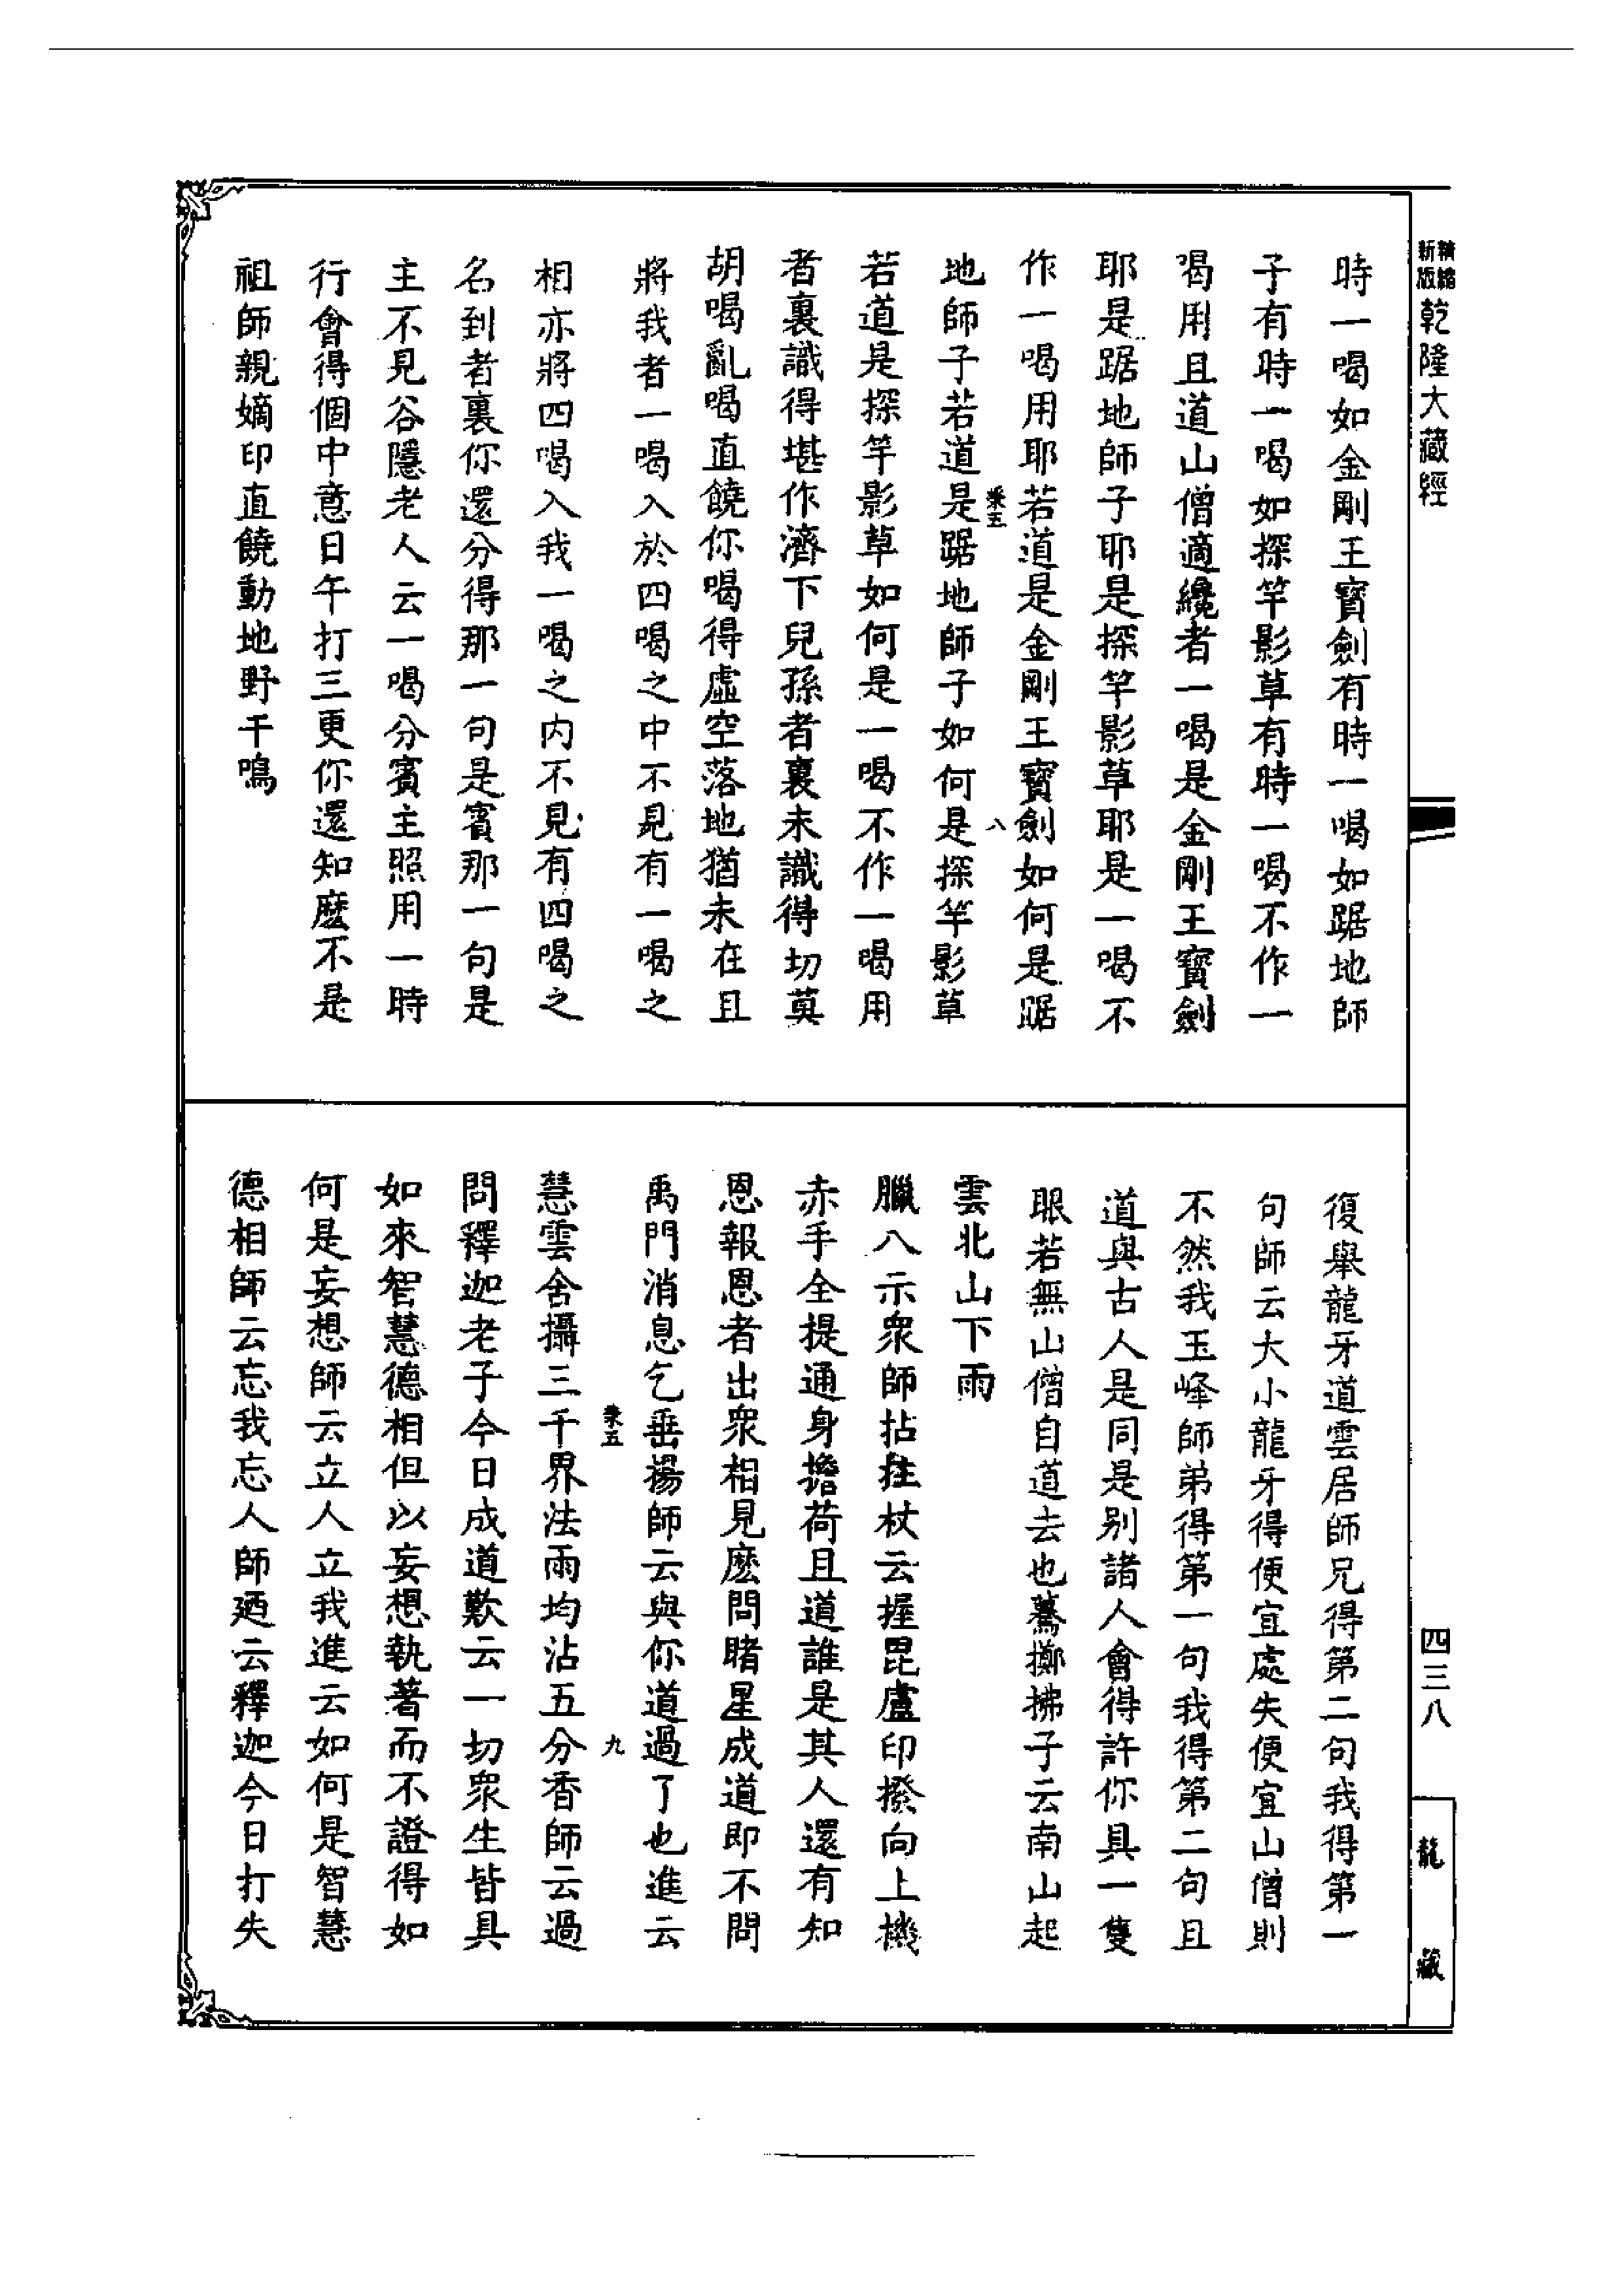 新版精縮乾隆大藏經
四三八
龍藏
時一喝如金剛王寶劍有時一喝如踞地師
子有時一喝如探竿影草有時一喝不作一
喝用且道山僧適纔者一喝是金剛王寶劍
耶是踞地師子耶是探竿影草耶是一喝不
作一喝用耶若道是金剛王寶劍如何是踞
地師子若道是踞地師子如何是探竿影草
若道是探竿影草如何是一喝不作一喝用
者裏識得堪作濟下兒孫者裏未識得切莫
胡喝亂喝直饒你喝得虛空落地猶未在且
將我者一喝入於四喝之中不見有一喝之
相亦將四喝入我一喝之内不見有四喝之
名到者裏你還分得那一句是賓那一句是
主不見谷隱老人云一喝分賓主照用一時
行會得個中意日午打三更你還知麼不是
祖師親嫡印直饒動地野干鳴
八
復舉龍牙道雲居師兄得第二句我得第一
句師云大小龍牙得便宜處失便宜山僧則
不然我玉峰師弟得第一句我得第二句且
道與古人是同是別諸人會得許你具一隻
眼若無山僧自道去也驀擲拂子云南山起
雲北山下雨
臘八示衆師拈拄杖云握毘盧印撥向上機
赤手全提通身擔荷且道誰是其人還有知
恩報恩者出衆相見麼問睹星成道即不問
禹門消息乞垂揚師云與你道過了也進云
慧雲舍攝三千界法雨均沾五分香師云過
問釋迦老子今日成道歎云一切衆生皆具
如來智慧德相但以妄想執著而不證得如
何是妄想師云立人立我進云如何是智慧
德相師云忘我忘人師廼云釋迦今日打失
九